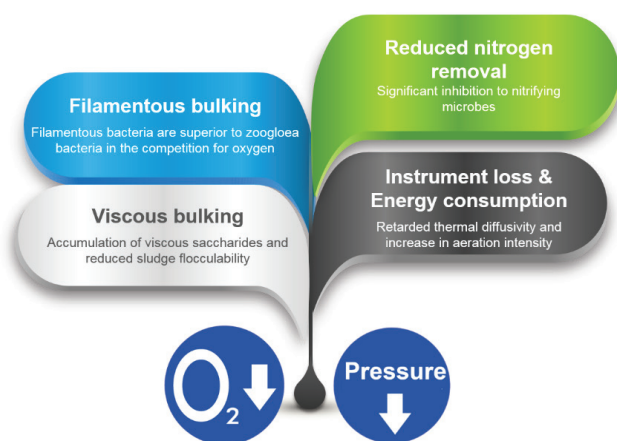 Reduced nitrogen
removal
Significant inhibition to nitrifying
microbes
Filamentous bulking
Filamentous bacteria are superior to zoogloea
bacteria in the competition for oxygen
Instrument loss &
Energy consumption
Retarded thermal diffusivity and
increase in aeration intensity
Viscous bulking
Accumulation of viscous saccharides and
reduced sludge flocculability
O2
Pressure